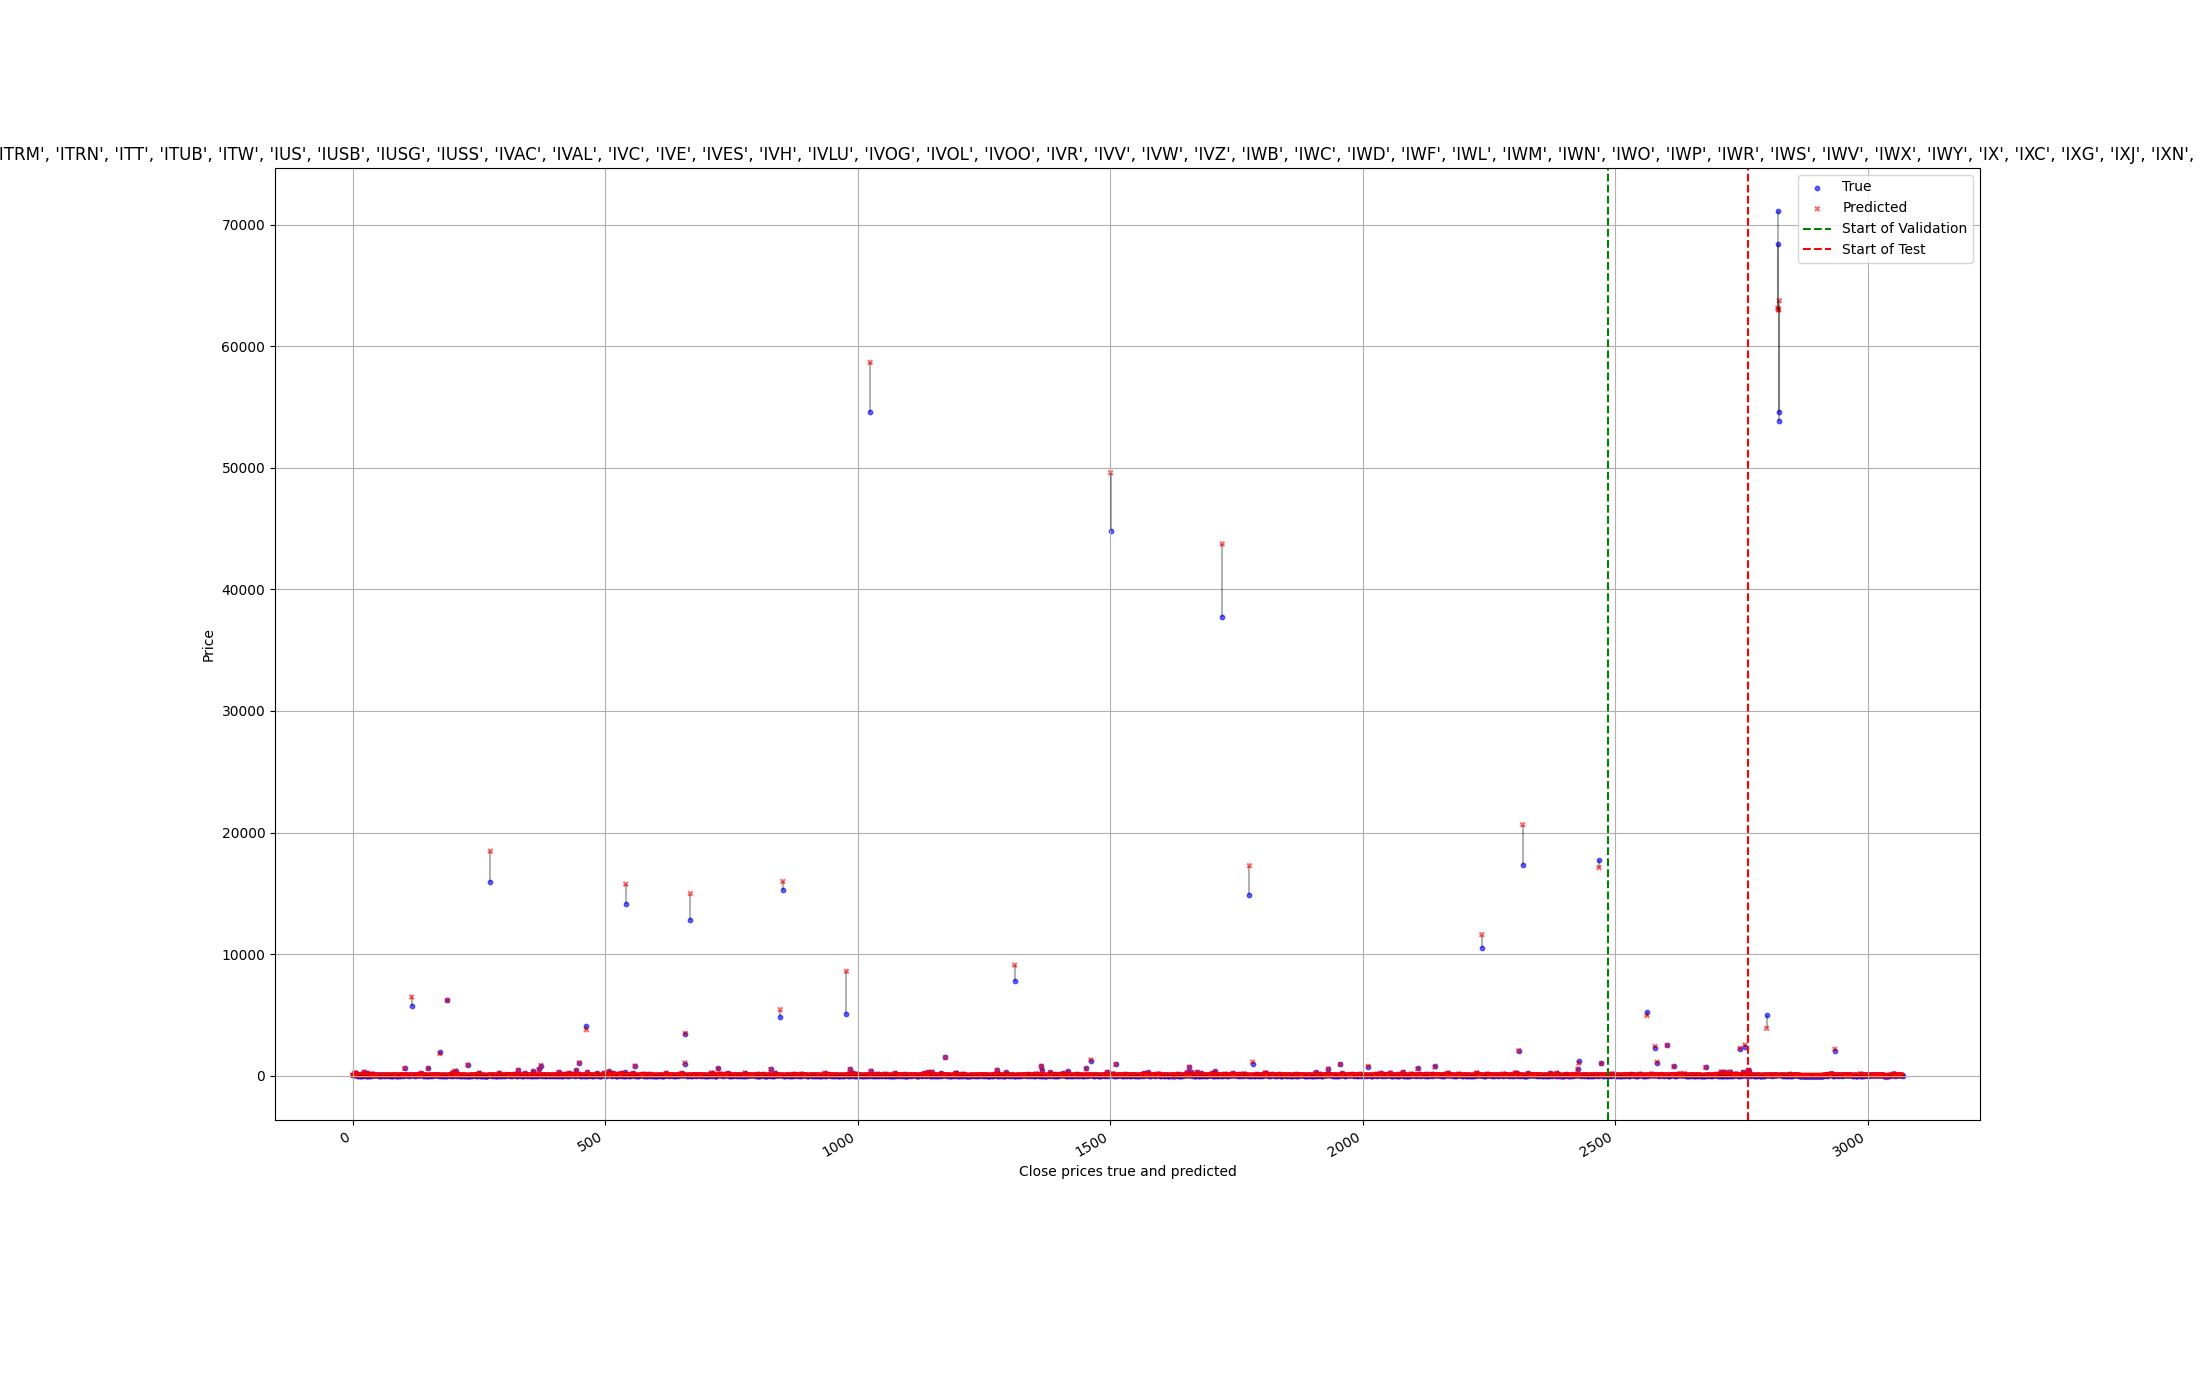 ITRM', 'ITRN', 'ITT', 'ITUB', 'ITW', 'IUS', 'IUSB', 'IUSG', 'IUSS', 'IVAC', 'IVAL', 'IVC', 'IVE', 'IVES', 'IVH', 'IVLU', 'IVOG', 'IVOL', 'IVOO', 'IVR', 'IVV', 'IVW', 'IVZ', 'IWB', 'IWC', 'IWD', 'IWF', 'IWL', 'IWM', 'IWN', 'IWO', 'IWP', 'IWR', 'IWS', 'IWV', 'IWX', 'IWY', 'IX', 'IXC', 'IXG', 'IXJ', 'IXN',
True
Predicted
Start of Validation
Start of Test
70000
60000
50000
40000
30000
20000
10000
0
Price
0
500
1000
1500
2000
2500
3000
Close prices true and predicted